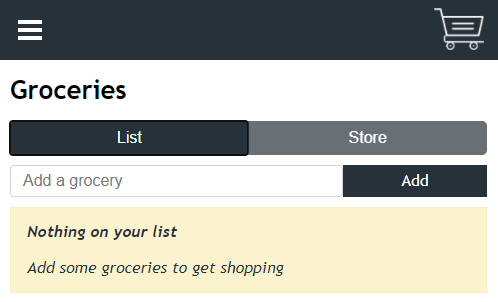 Groceries
List
Store
Add a grocery
Add
Nothing on your list
Add some groceries to get shopping